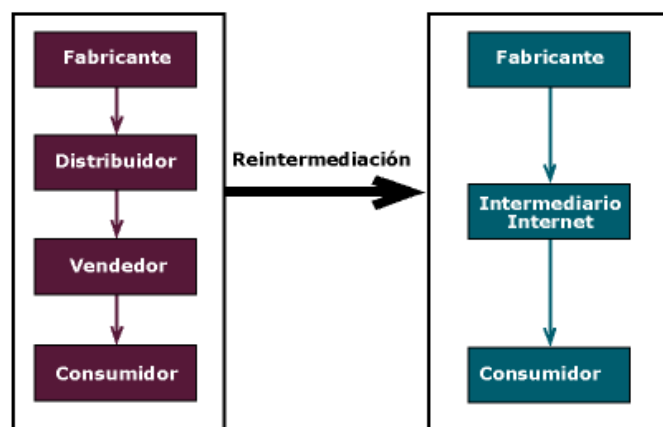 Fabricante
Distribuidor
Vendedor
Consumidor
Reintermediación
Fabricante
Intermediario
Internet
Consumidor